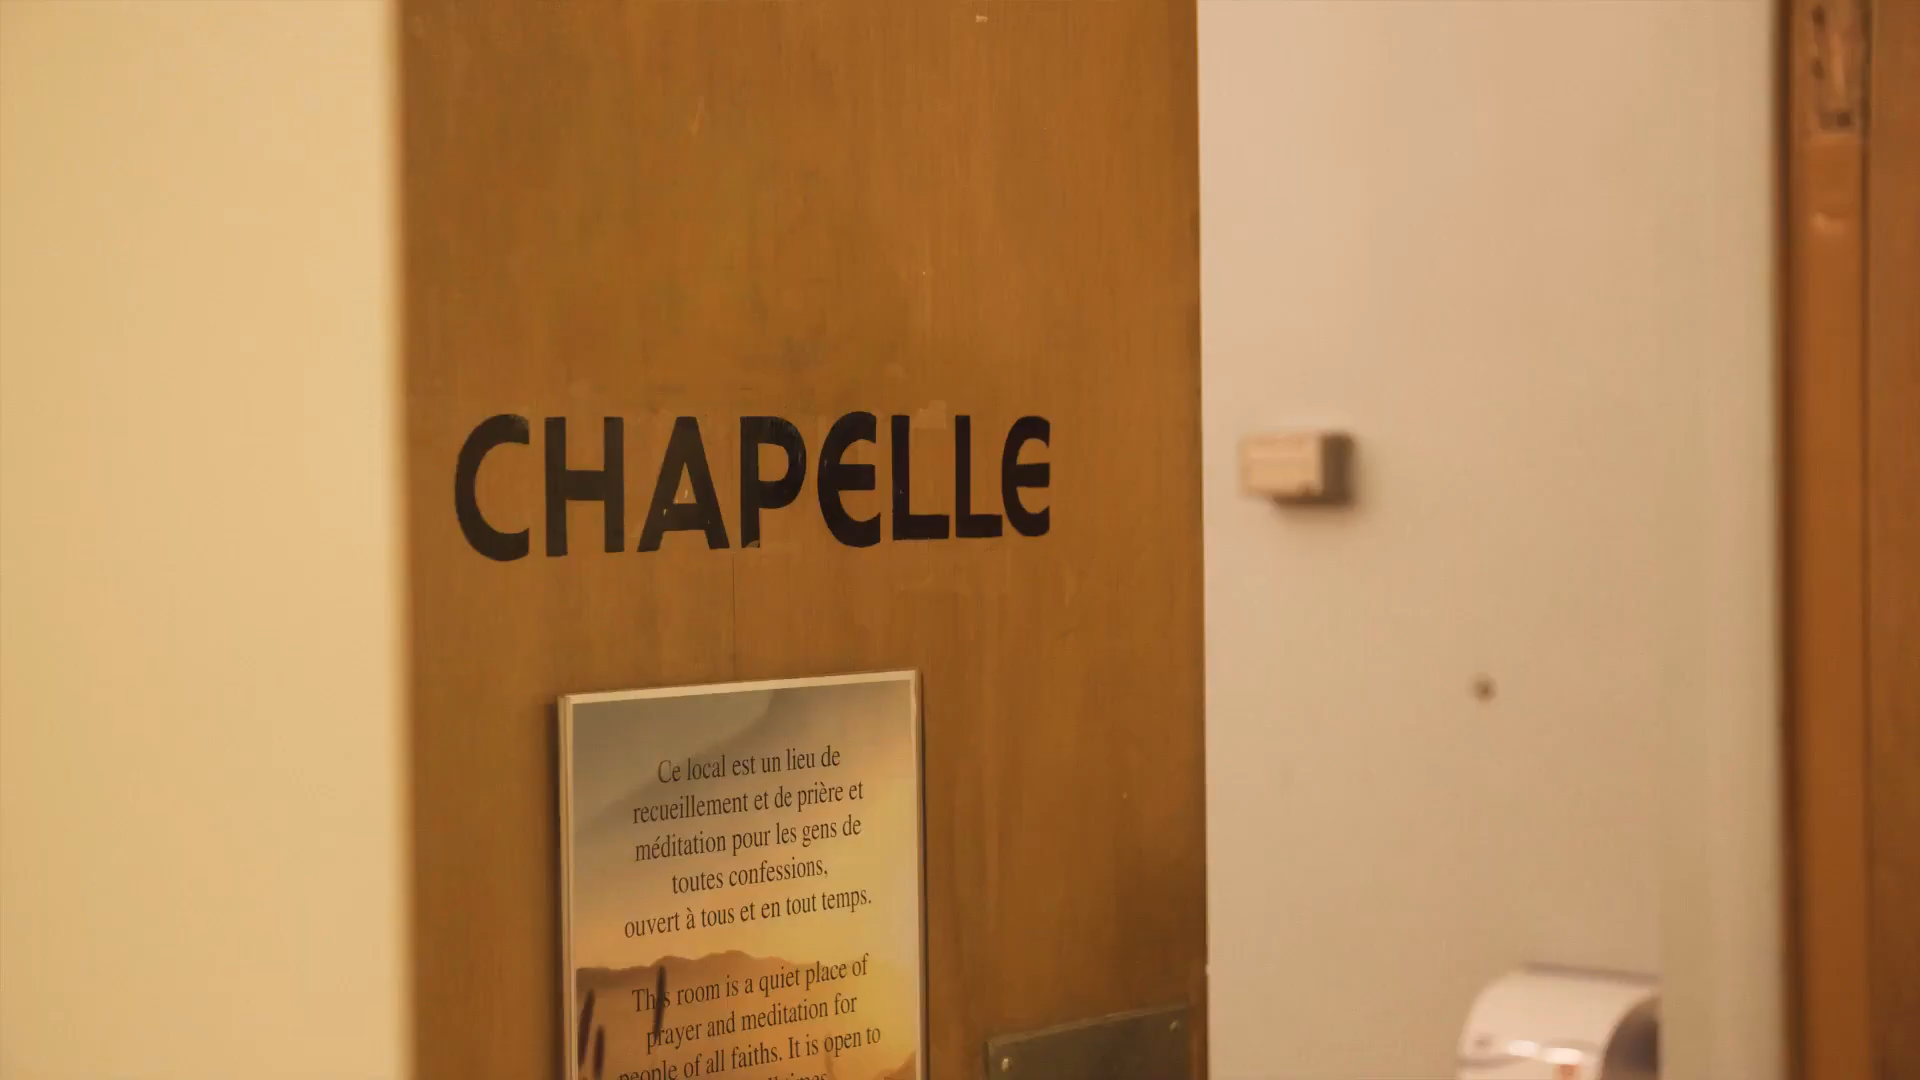 CHAPELLE
Ce local est un lieu de
recueillement et de prière et
méditation pour les gens de
toutes confessions,
ouvert à tous et en tout temps.
This room is a quiet place of
prayer and meditation for
people of all faiths. It is open to